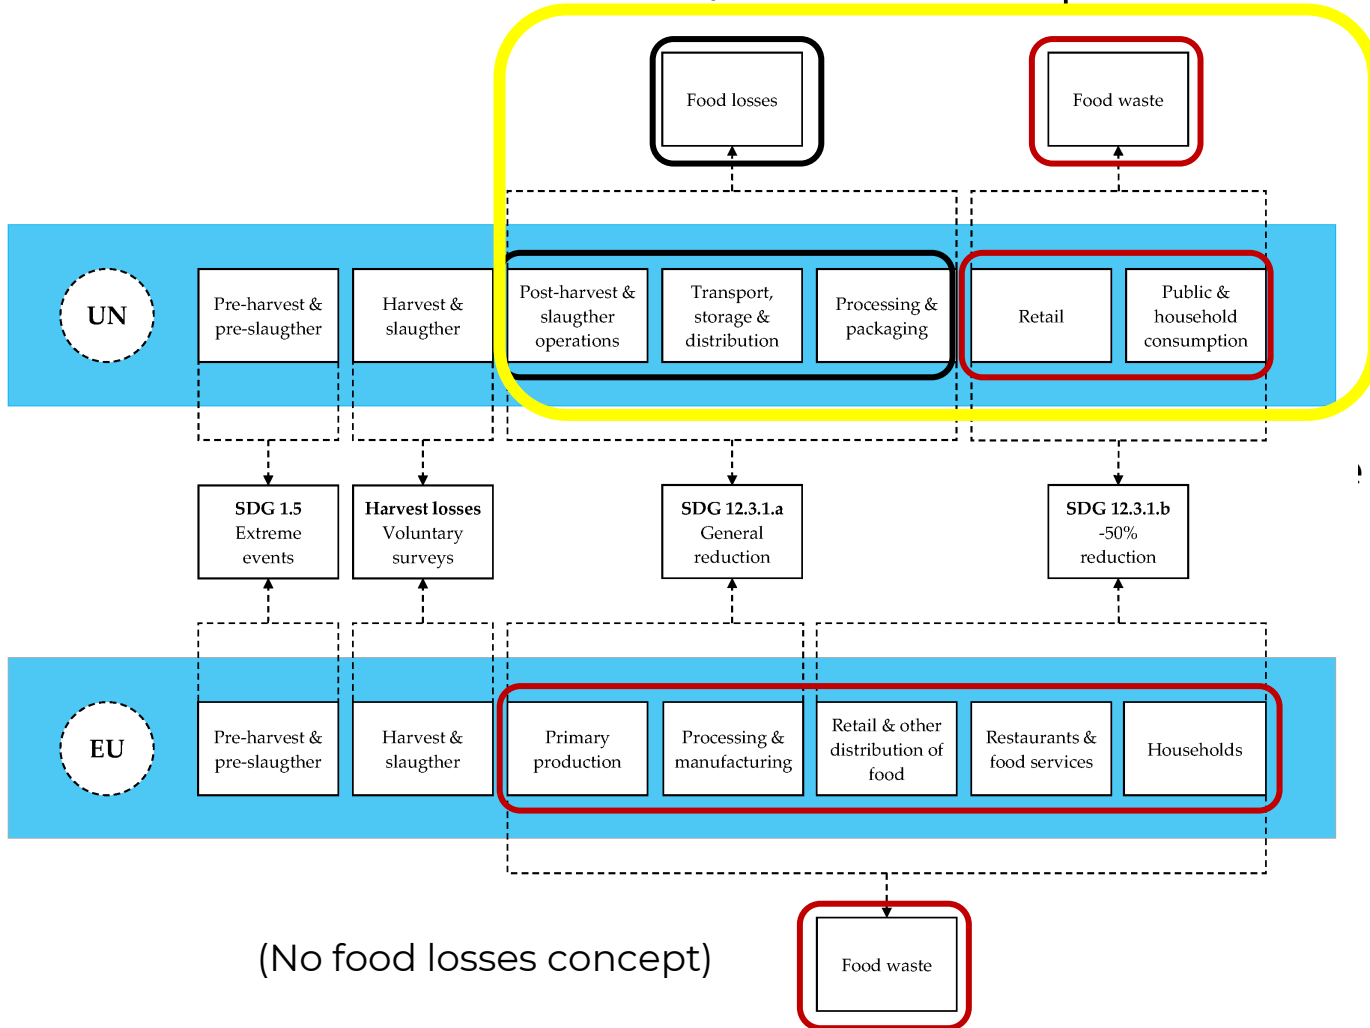 Food losses
Food waste
UN
Pre-harvest &
pre-slaugther
Harvest &
slaugther
Post-harvest &
slaugther
operations
Transport,
storage &
distribution
Processing &
packaging
Retail
Public &
household
consumption
SDG 1.5
Extreme
events
Harvest losses
Voluntary
surveys
SDG 12.3.1.a
General
reduction
SDG 12.3.1.b
-50%
reduction
EU
Pre-harvest &
pre-slaugther
Harvest &
slaugther
Primary
production
Processing &
manufacturing
Retail & other
distribution of
food
Restaurants &
food services
Households
(No food losses concept)
Food waste